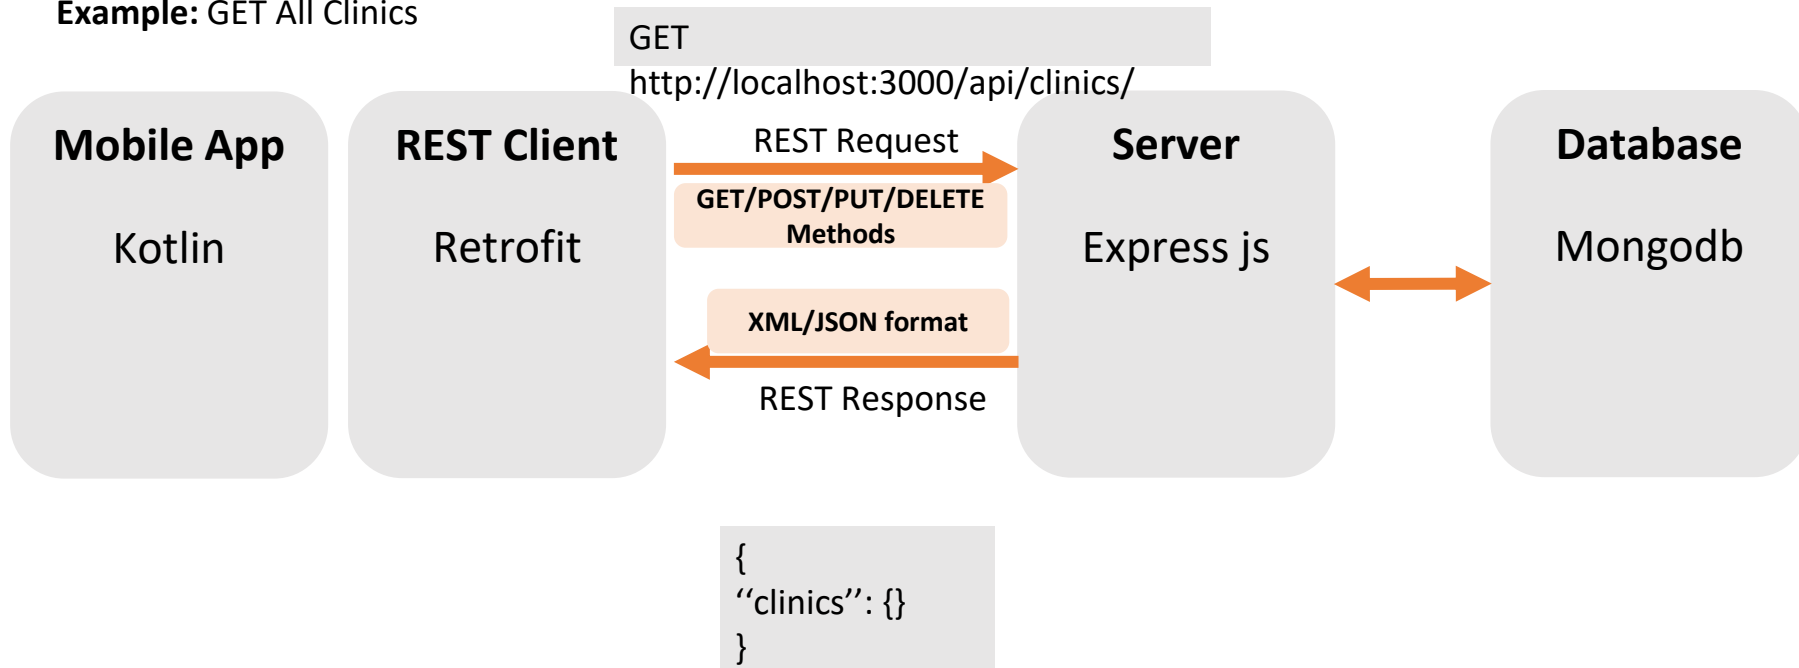 Example: GET All Clinics
GET
http://localhost:3000/api/clinics/
Mobile App
Kotlin
REST Client
Retrofit
REST Request
GET/POST/PUT/DELETE
Methods
XML/JSON format
REST Response
Server
Express js
Database
Mongodb
{
‘‘clinics’’: {}
}